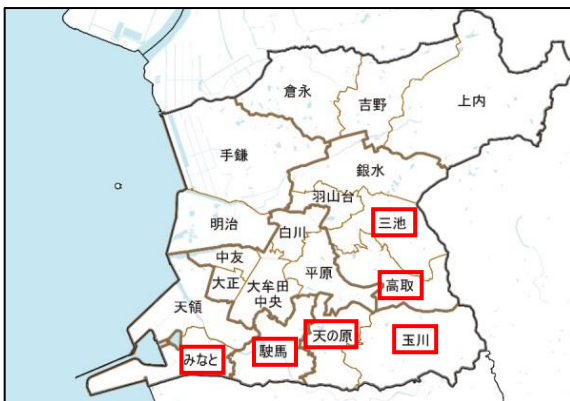 倉永
吉野
上内
手鎌
銀水
羽山台
三池
明治
白川
中友
平原
大正
大牟田
中央
高取
天領
天の原
玉川
駛馬
みなと